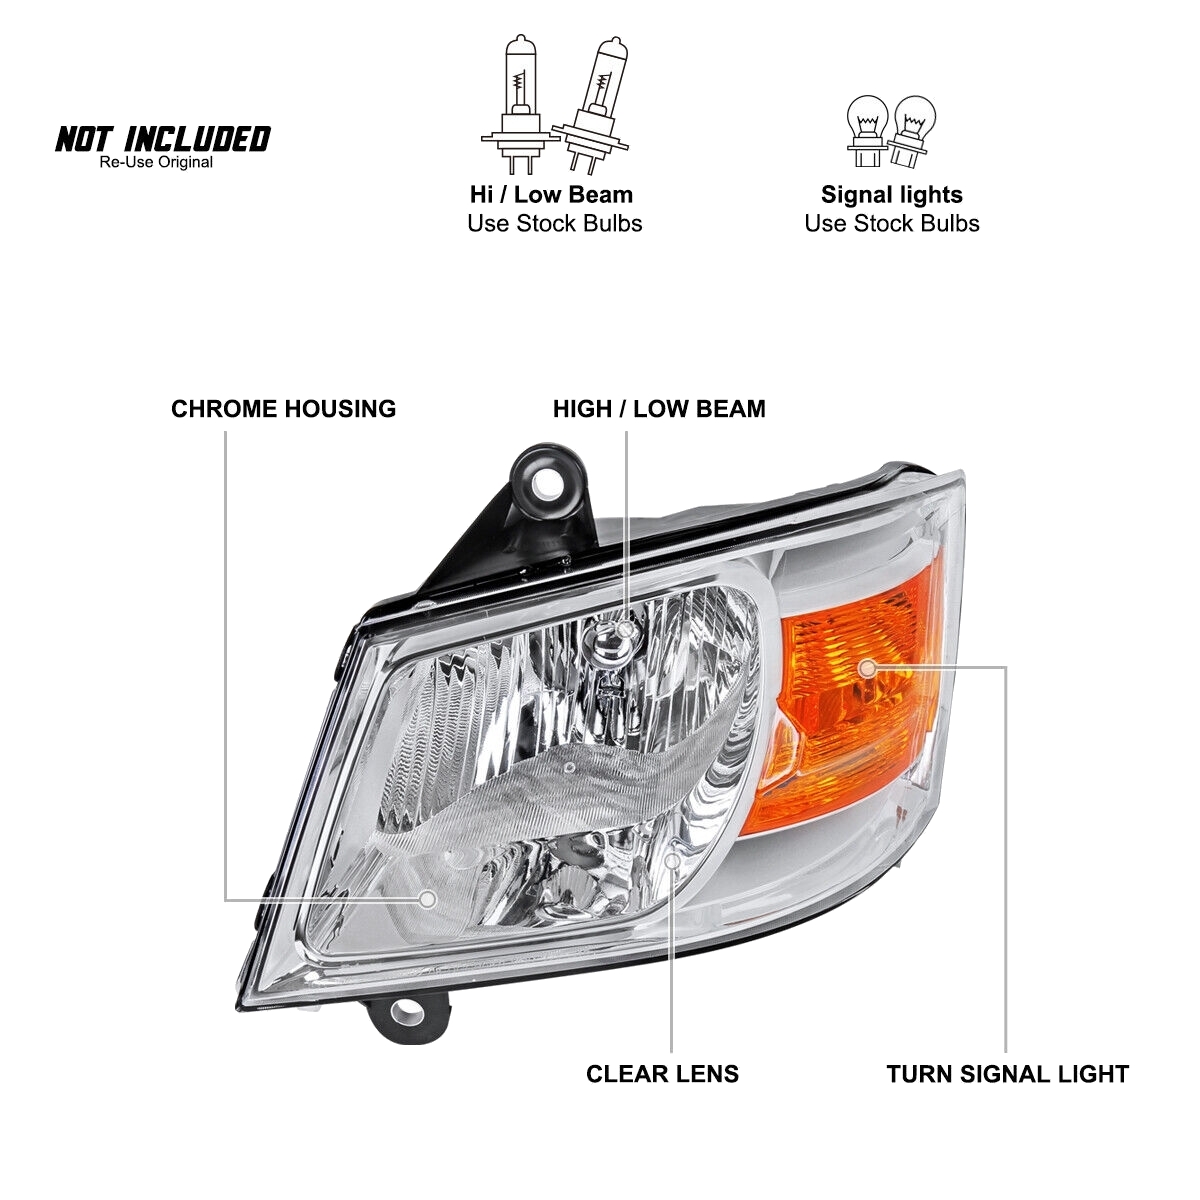 NOT INCLUDED
Re-Use Original
Hi / Low Beam
Use Stock Bulbs
Signal lights
Use Stock Bulbs
CHROME HOUSING
HIGH / LOW BEAM
CLEAR LENS
TURN SIGNAL LIGHT